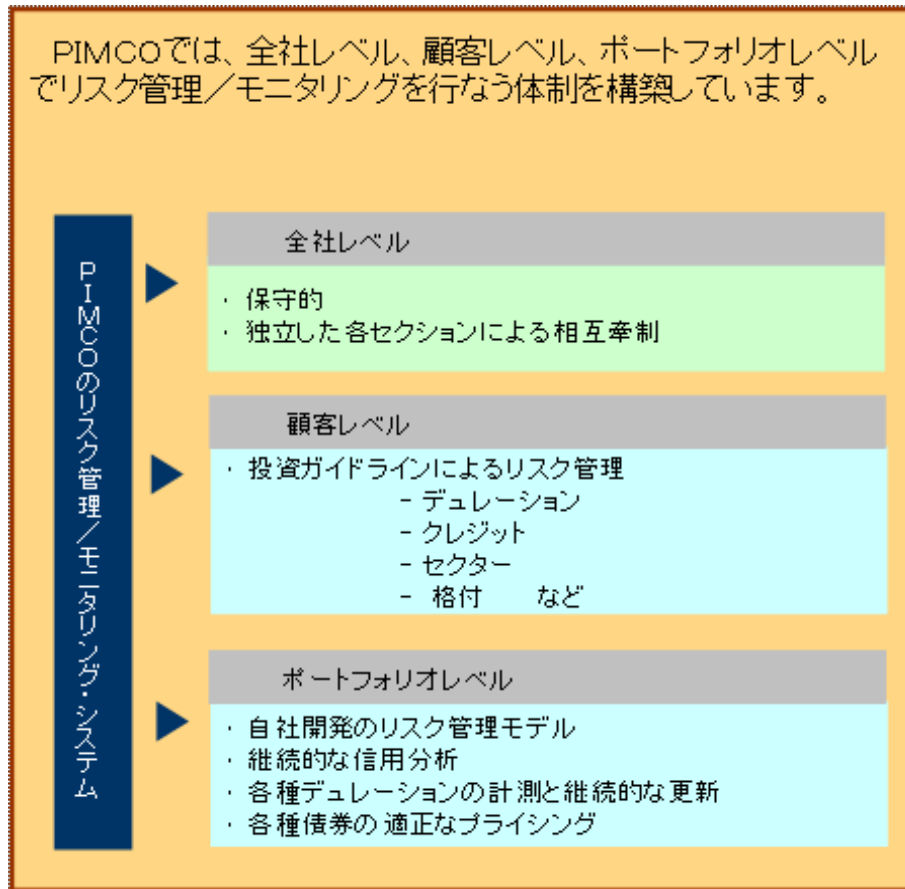 PIMCOでは、全社レベル、顧客レベル、ポートフォリオレベル
でリスク管理／モニタリングを行なう体制を構築しています。
PIMCOのリスク管理／モニタリング・システム
全社レベル
・ 保守的
・ 独立した各セクションによる相互牽制
顧客レベル
・ 投資ガイドラインによるリスク管理
− デュレーション
− クレジット
− セクター
− 格付　　など
ポートフォリオレベル
・ 自社開発のリスク管理モデル
・ 継続的な信用分析
・ 各種デュレーションの計測と継続的な更新
・ 各種債券の適正なプライシング